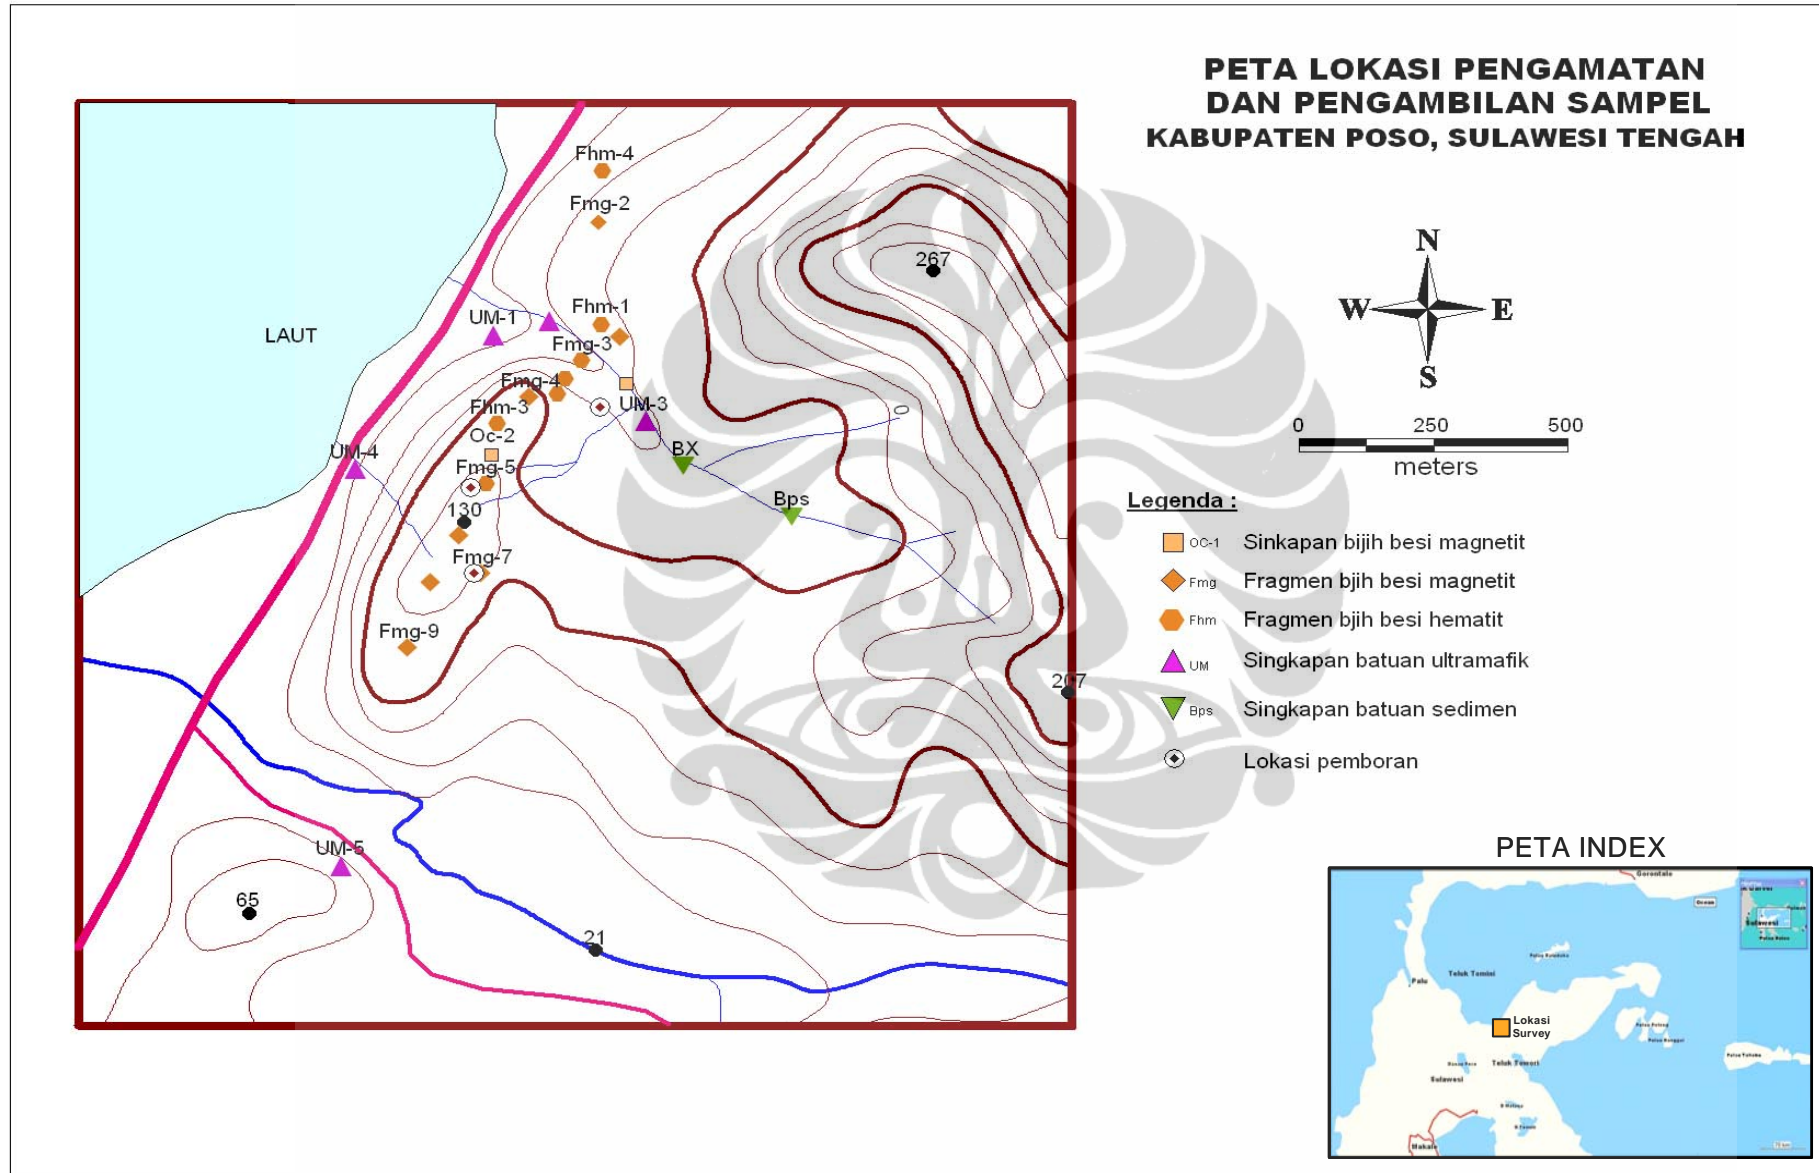 PETA LOKASI PENGAMATAN
DAN PENGAMBILAN SAMPEL
KABUPATEN POSO, SULAWESI TENGAH
Fhm-4
Fmg-2
267
LAUT
UM-1
Fhm-1
Fmg-3
Fmg-4
Fhm-3
UM-3
0
Oc-2
BX
UM-4
Fmg-5
Bps
130
Fmg-7
Fmg-9
207
UM-5
65
21
N
W E
S
0 250 500
meters
Legenda :
OC-1 Sinkapan bijih besi magnetit
Fmg Fragmen bjih besi magnetit
Fhm Fragmen bjih besi hematit
UM Singkapan batuan ultramafik
Bps Singkapan batuan sedimen
Lokasi pemboran
PETA INDEX
Gorontalo
Sulawesi
Palu
Teluk Tomini
Lokasi
Survey
Teluk Towori
Sulawesi
Makale